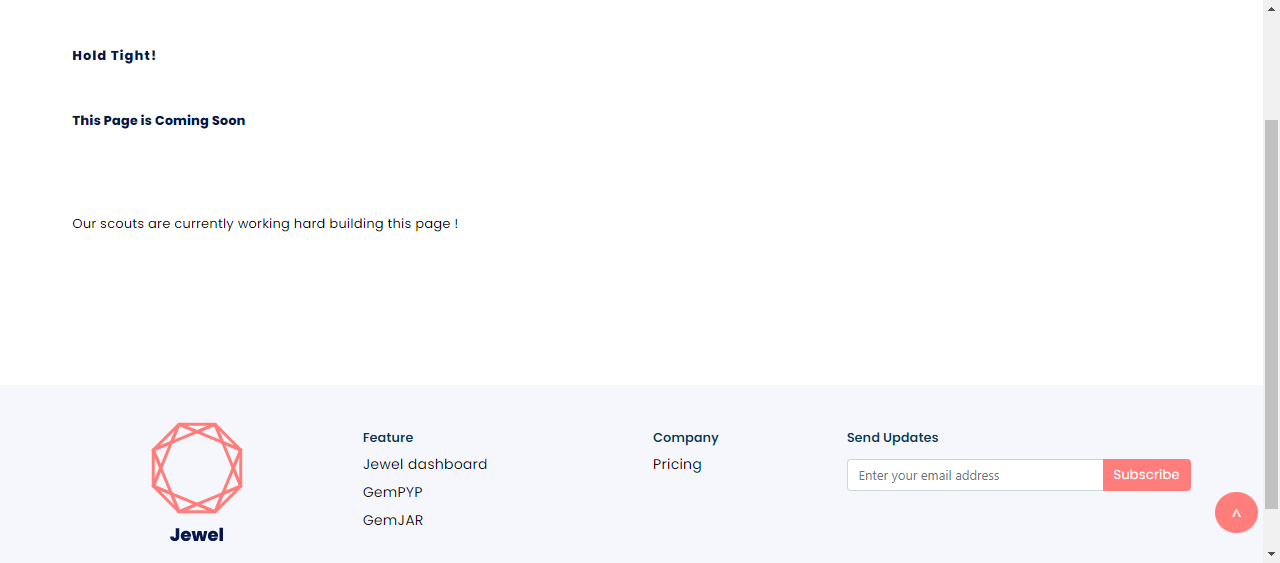 Hold Tight!
This Page is Coming Soon
Our scouts are currently working hard building this page !
Jewel
Feature
Jewel dashboard
GemPYP
GemJAR
Company
Pricing
Send Updates
Enter your email address
Subscribe
^